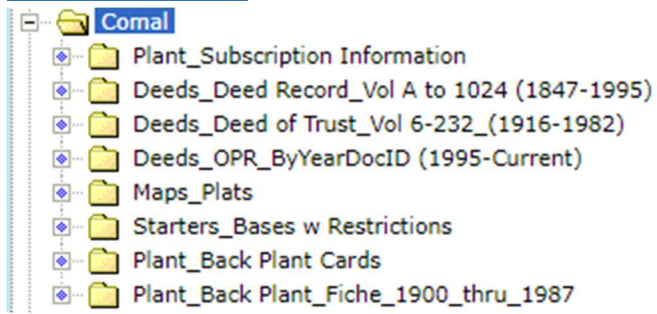 Comal
Plant_Subscription Information
Deeds_Deed Record_Vol A to 1024 (1847-1995)
Deeds_Deed of Trust_Vol 6-232_(1916-1982)
Deeds_OPR_ByYearDocID (1995-Current)
Maps_Plats
Starters_Bases w Restrictions
Plant_Back Plant Cards
Plant_Back Plant_Fiche_1900_thru_1987